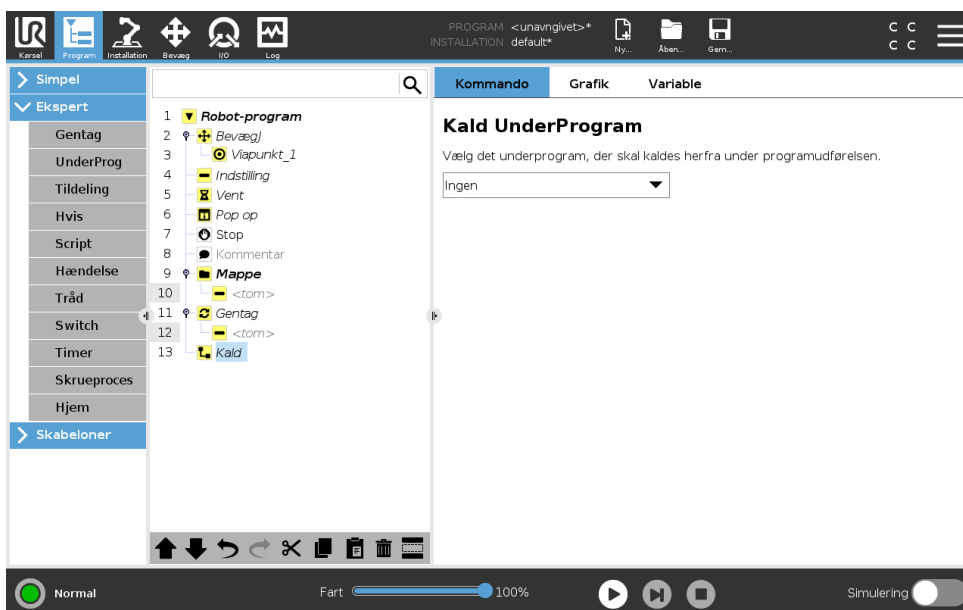 PROGRAM <unavngivet>*
INSTALLATION default*
UR
Kørsel Program Installation Bevæg I/O Log Ny... Åben... Gem...
C C
C C
Simpel
Ekspert
Gentag
UnderProg
Tildeling
Hvis
Script
Hændelse
Tråd
Switch
Timer
Skrueproces
Hjem
Skabeloner
1 Robot-program
2 BevægJ
3 Viapunkt_1
4 Indstilling
5 Vent
6 Pop op
7 Stop
8 Kommentar
9 Mappe
10 <tom>
11 Gentag
12 <tom>
13 Kald
Kommando Grafik Variable
Kald UnderProgram
Vælg det underprogram, der skal kaldes herfra under programudførelsen.
Ingen
Normal
Fart 100%
Simulering